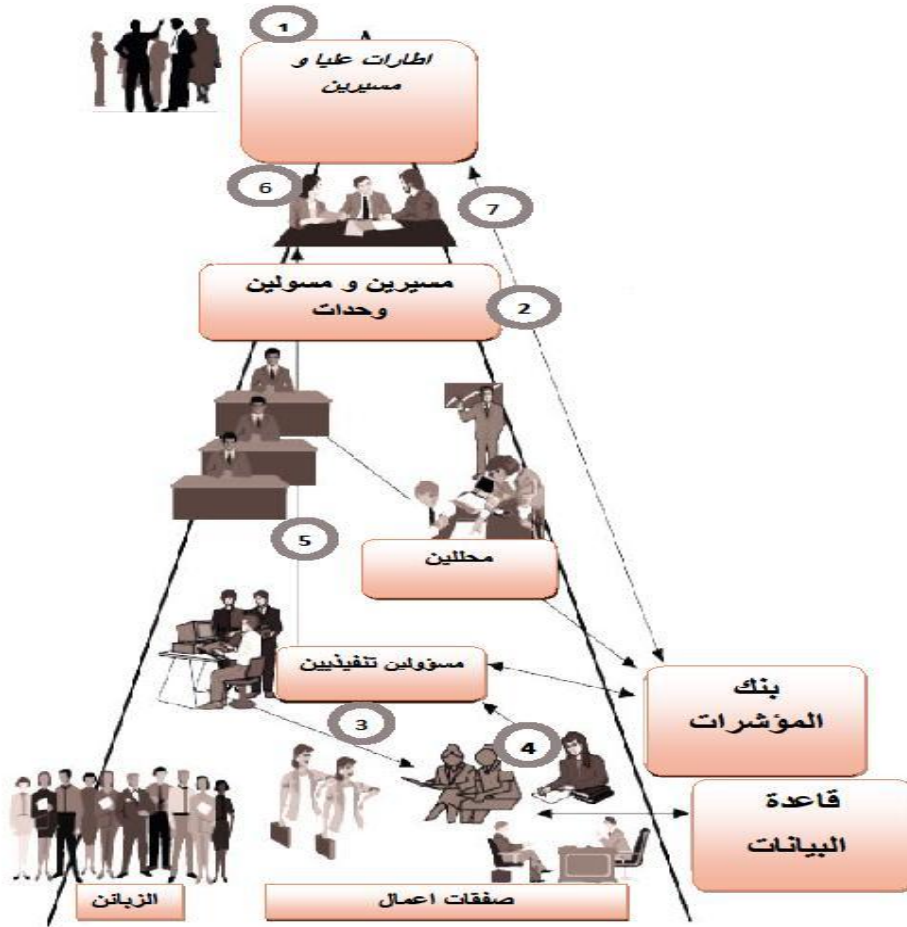 1
اطارات عليا و
مسيرين
6
7
مسيرين و مسولين
وحدات
2
5
محللين
مسؤولين تنفيذيين
3
4
بنك
المؤشرات
قاعدة
البيانات
الزبائن
صفقات اعمال